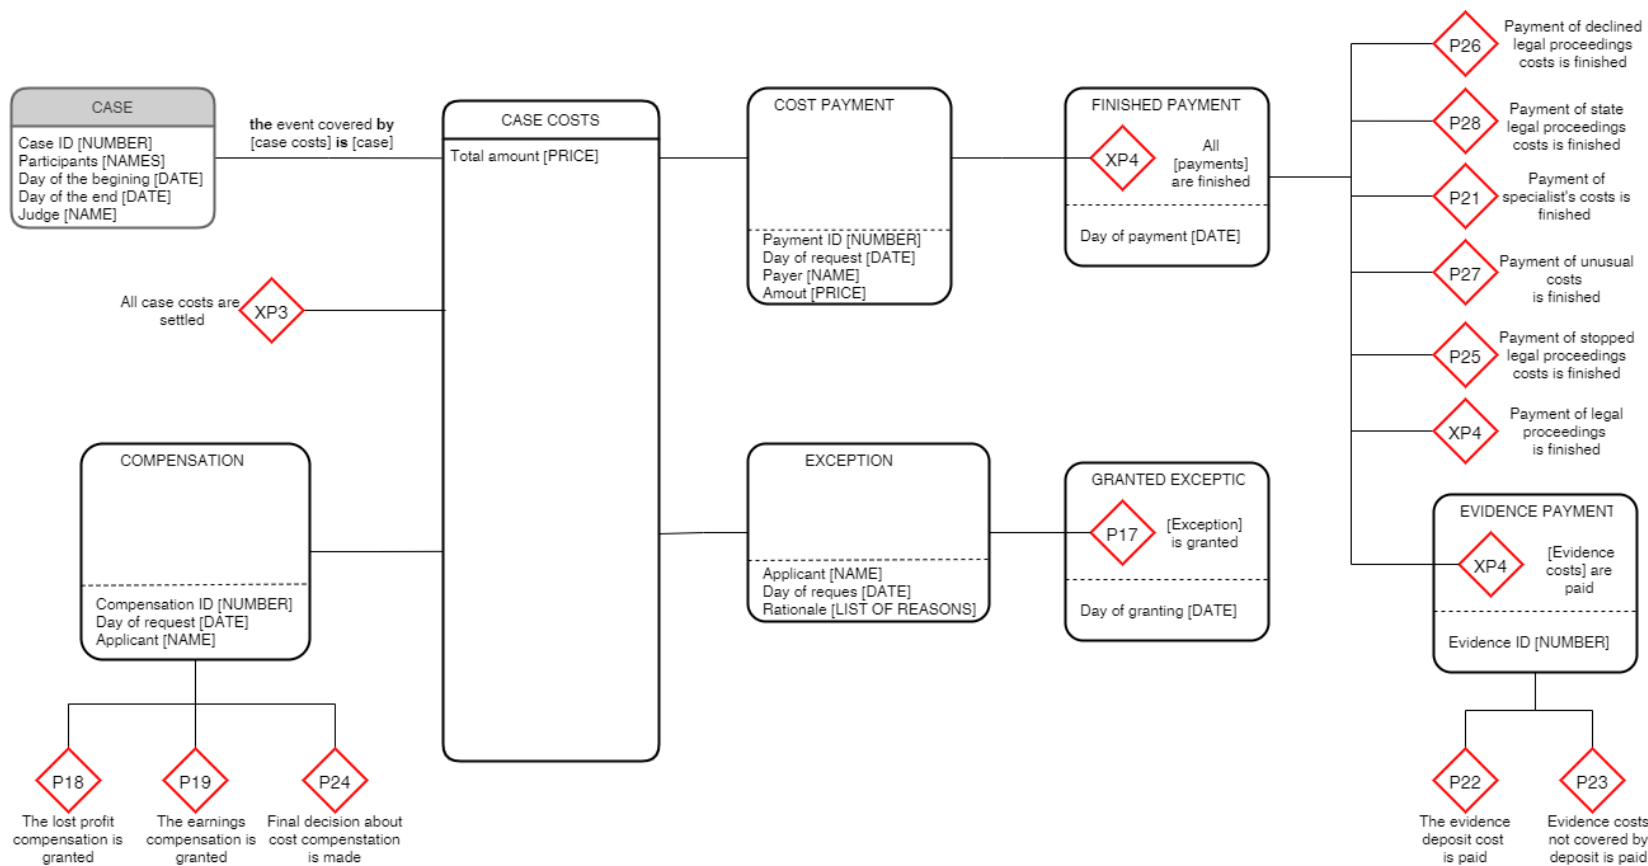 CASE
Case ID [NUMBER]
Participants [NAMES]
Day of the begining [DATE]
Day of the end [DATE]
Judge [NAME]
the event covered by
[case costs] is [case]
CASE COSTS
Total amount [PRICE]
COST PAYMENT
Payment ID [NUMBER]
Day of request [DATE]
Payer [NAME]
Amout [PRICE]
FINISHED PAYMENT
XP4
All
[payments]
are finished
Day of payment [DATE]
P26
Payment of declined
legal proceedings
costs is finished
P28
Payment of state
legal proceedings
costs is finished
P21
Payment of
specialist's costs is
finished
P27
Payment of unusual
costs
is finished
P25
Payment of stopped
legal proceedings
costs is finished
XP4
Payment of legal
proceedings
is finished
All case costs are
settled
XP3
COMPENSATION
Compensation ID [NUMBER]
Day of request [DATE]
Applicant [NAME]
EXCEPTION
Applicant [NAME]
Day of reques [DATE]
Rationale [LIST OF REASONS]
GRANTED EXCEPTIC
P17
[Exception]
is granted
Day of granting [DATE]
EVIDENCE PAYMENT
XP4
[Evidence
costs] are
paid
Evidence ID [NUMBER]
P18
The lost profit
compensation is
granted
P19
The earnings
compensation is
granted
P24
Final decision about
cost compenstation
is made
P22
The evidence
deposit cost
is paid
P23
Evidence costs
not covered by
deposit is paid